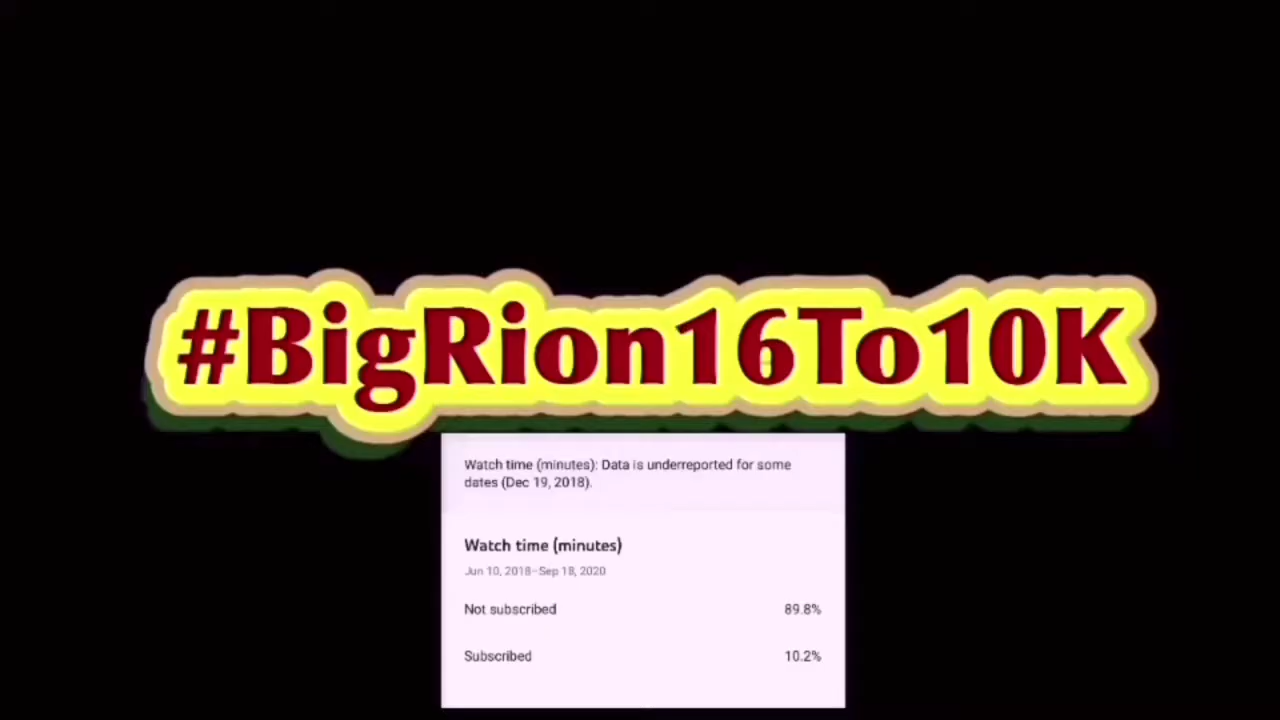 #BigRion16To10K
Watch time (minutes): Data is underreported for some
dates (Dec 19, 2018).
Watch time (minutes)
Jun 10, 2018–Sep 18, 2020
Not subscribed 89.8%
Subscribed 10.2%